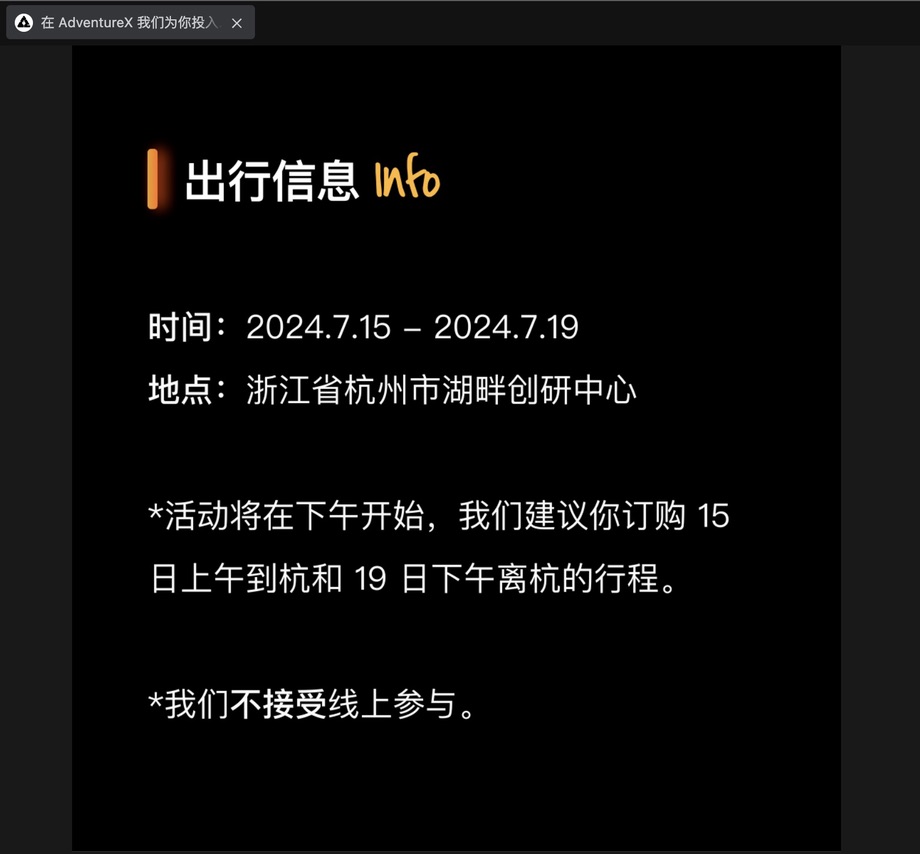 在 AdventureX 我们为你投入
出行信息 Info
时间：2024.7.15 – 2024.7.19
地点：浙江省杭州市湖畔创研中心
*活动将在下午开始，我们建议你订购 15
日上午到杭和 19 日下午离杭的行程。
*我们不接受线上参与。